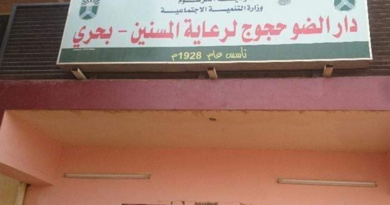 وزارة التنمية الاجتماعية
دار الضو حجوج لرعاية المسنين - بحري
تأسس عام 1928م